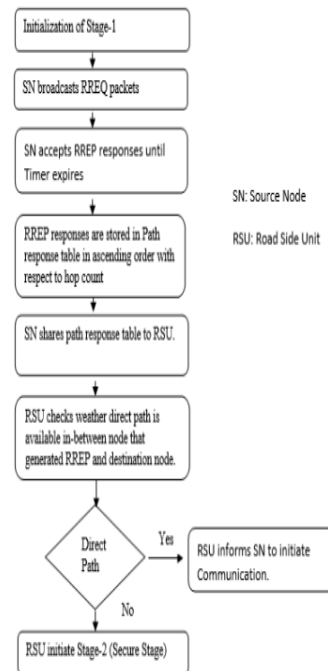 Initialization of Stage-1
SN broadcasts RREQ packets
SN accepts RREP responses until
Timer expires
SN: Source Node
RSU: Road Side Unit
RREP responses are stored in Path
response table in ascending order with
respect to hop count
SN shares path response table to RSU.
RSU checks weather direct path is
available in-between node that
generated RREP and destination node.
Direct
Path
Yes
RSU informs SN to initiate
Communication.
No
RSU initiate Stage-2 (Secure Stage)